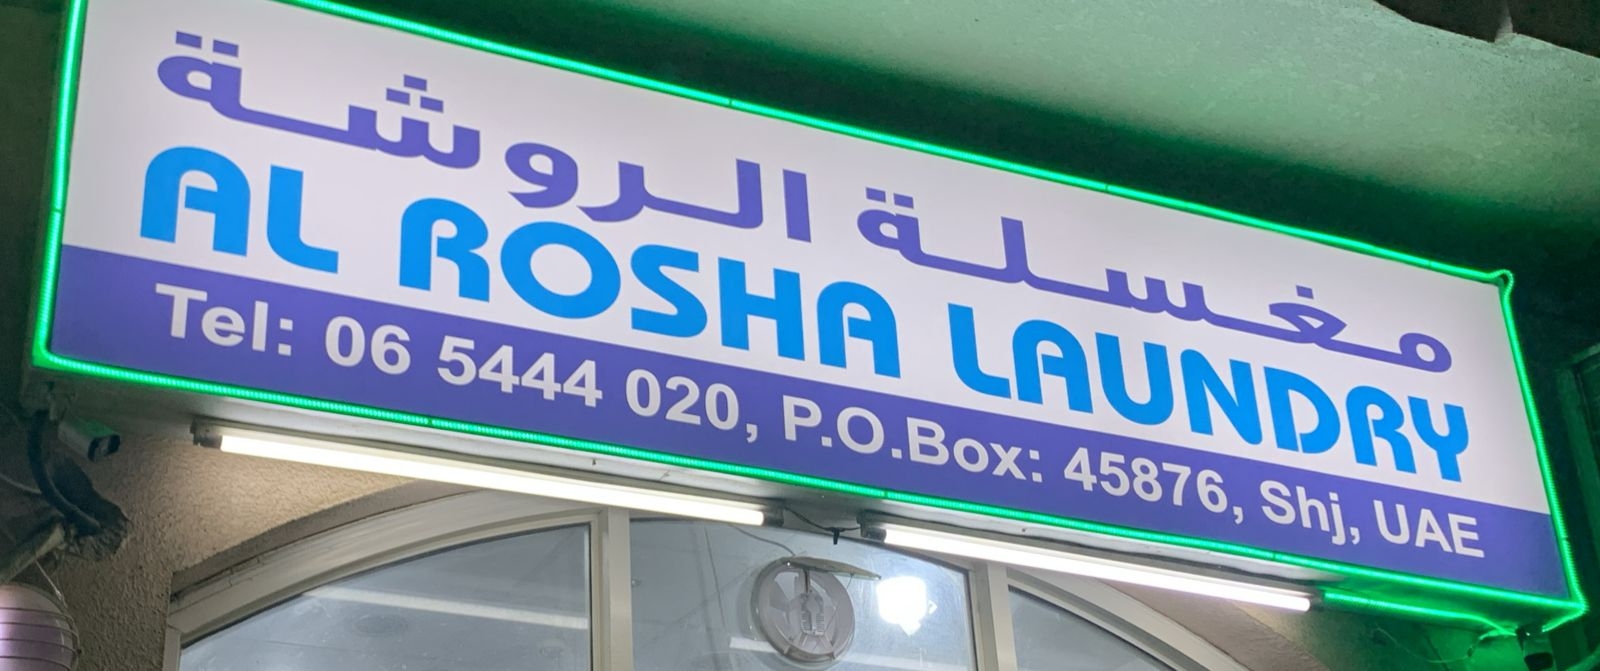 مغسلة الروشة
AL ROSHA LAUNDRY
Tel: 06 5444 020, P.O.Box: 45876, Shj, UAE